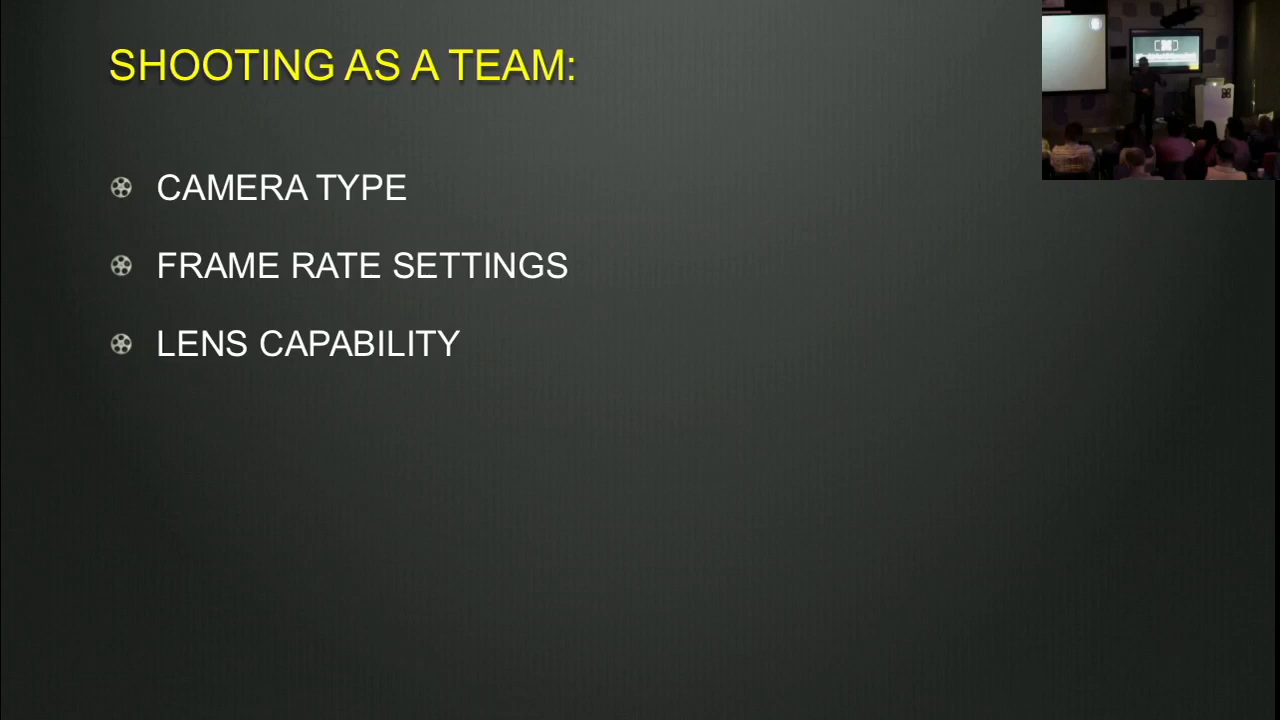 SHOOTING AS A TEAM:
CAMERA TYPE
FRAME RATE SETTINGS
LENS CAPABILITY